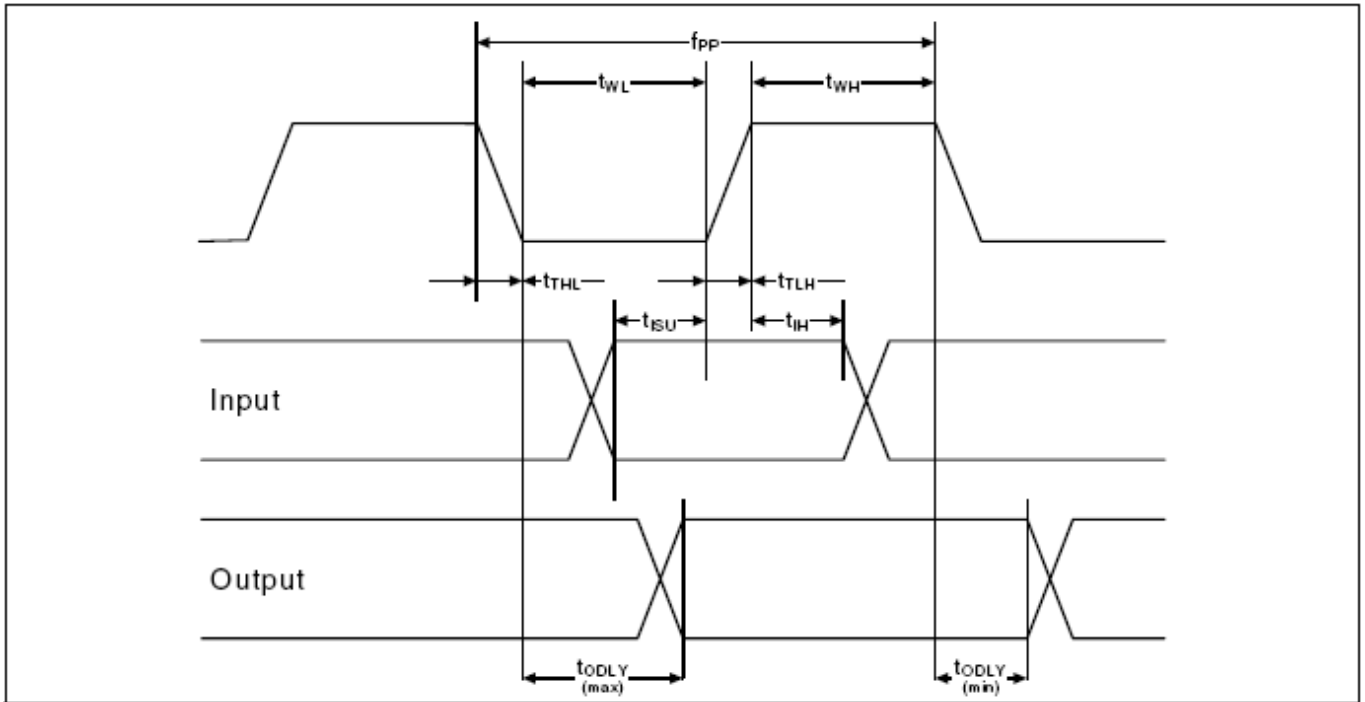 fPP
tWL
tWH
tTHL
tTLH
tISU
tIH
Input
Output
tODLY
(max)
tODLY
(min)